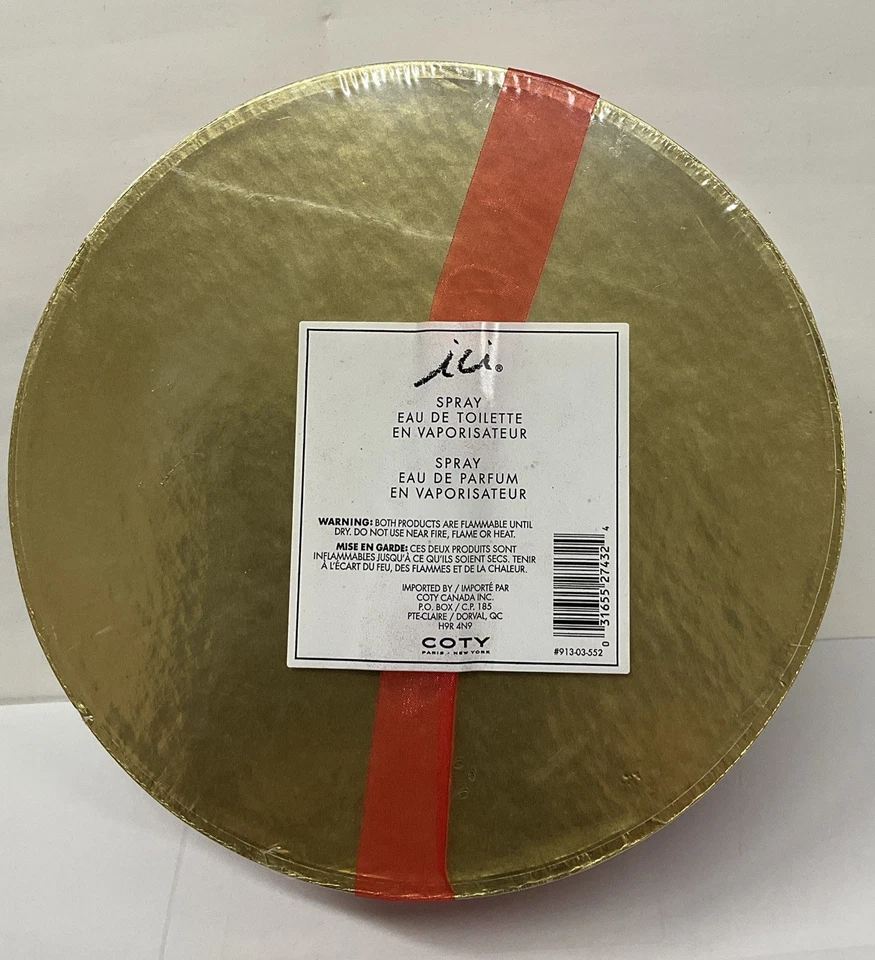 ici®
SPRAY
EAU DE TOILETTE
EN VAPORISATEUR
SPRAY
EAU DE PARFUM
EN VAPORISATEUR
WARNING: BOTH PRODUCTS ARE FLAMMABLE UNTIL
DRY. DO NOT USE NEAR FIRE, FLAME OR HEAT.
MISE EN GARDE: CES DEUX PRODUITS SONT
INFLAMMABLES JUSQU'À CE QU'ILS SOIENT SECS. TENIR
À L'ÉCART DU FEU, DES FLAMMES ET DE LA CHALEUR.
IMPORTED BY / IMPORTÉ PAR
COTY CANADA INC.
P.O. BOX / C.P. 185
PTE-CLAIRE / DORVAL, QC
H9R 4N9
COTY
PARIS - NEW YORK
0 31655 27432 4
#913-03-552